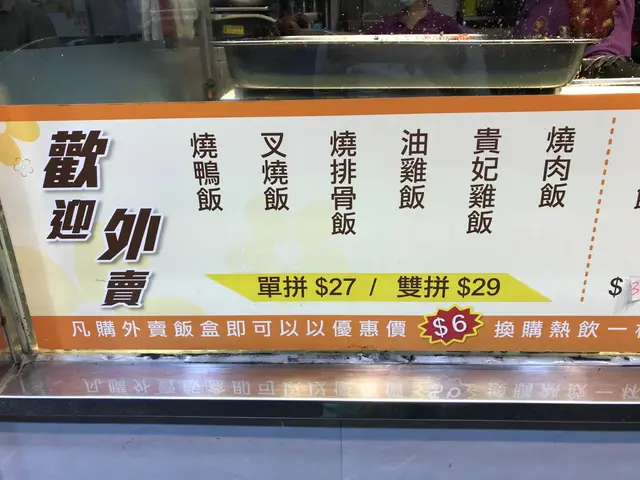 歡迎
外賣
燒鴨飯
叉燒飯
燒排骨飯
油雞飯
貴妃雞飯
燒肉飯
單拼 $27 / 雙拼 $29
$
凡購外賣飯盒即可以以優惠價 $6 換購熱飲一